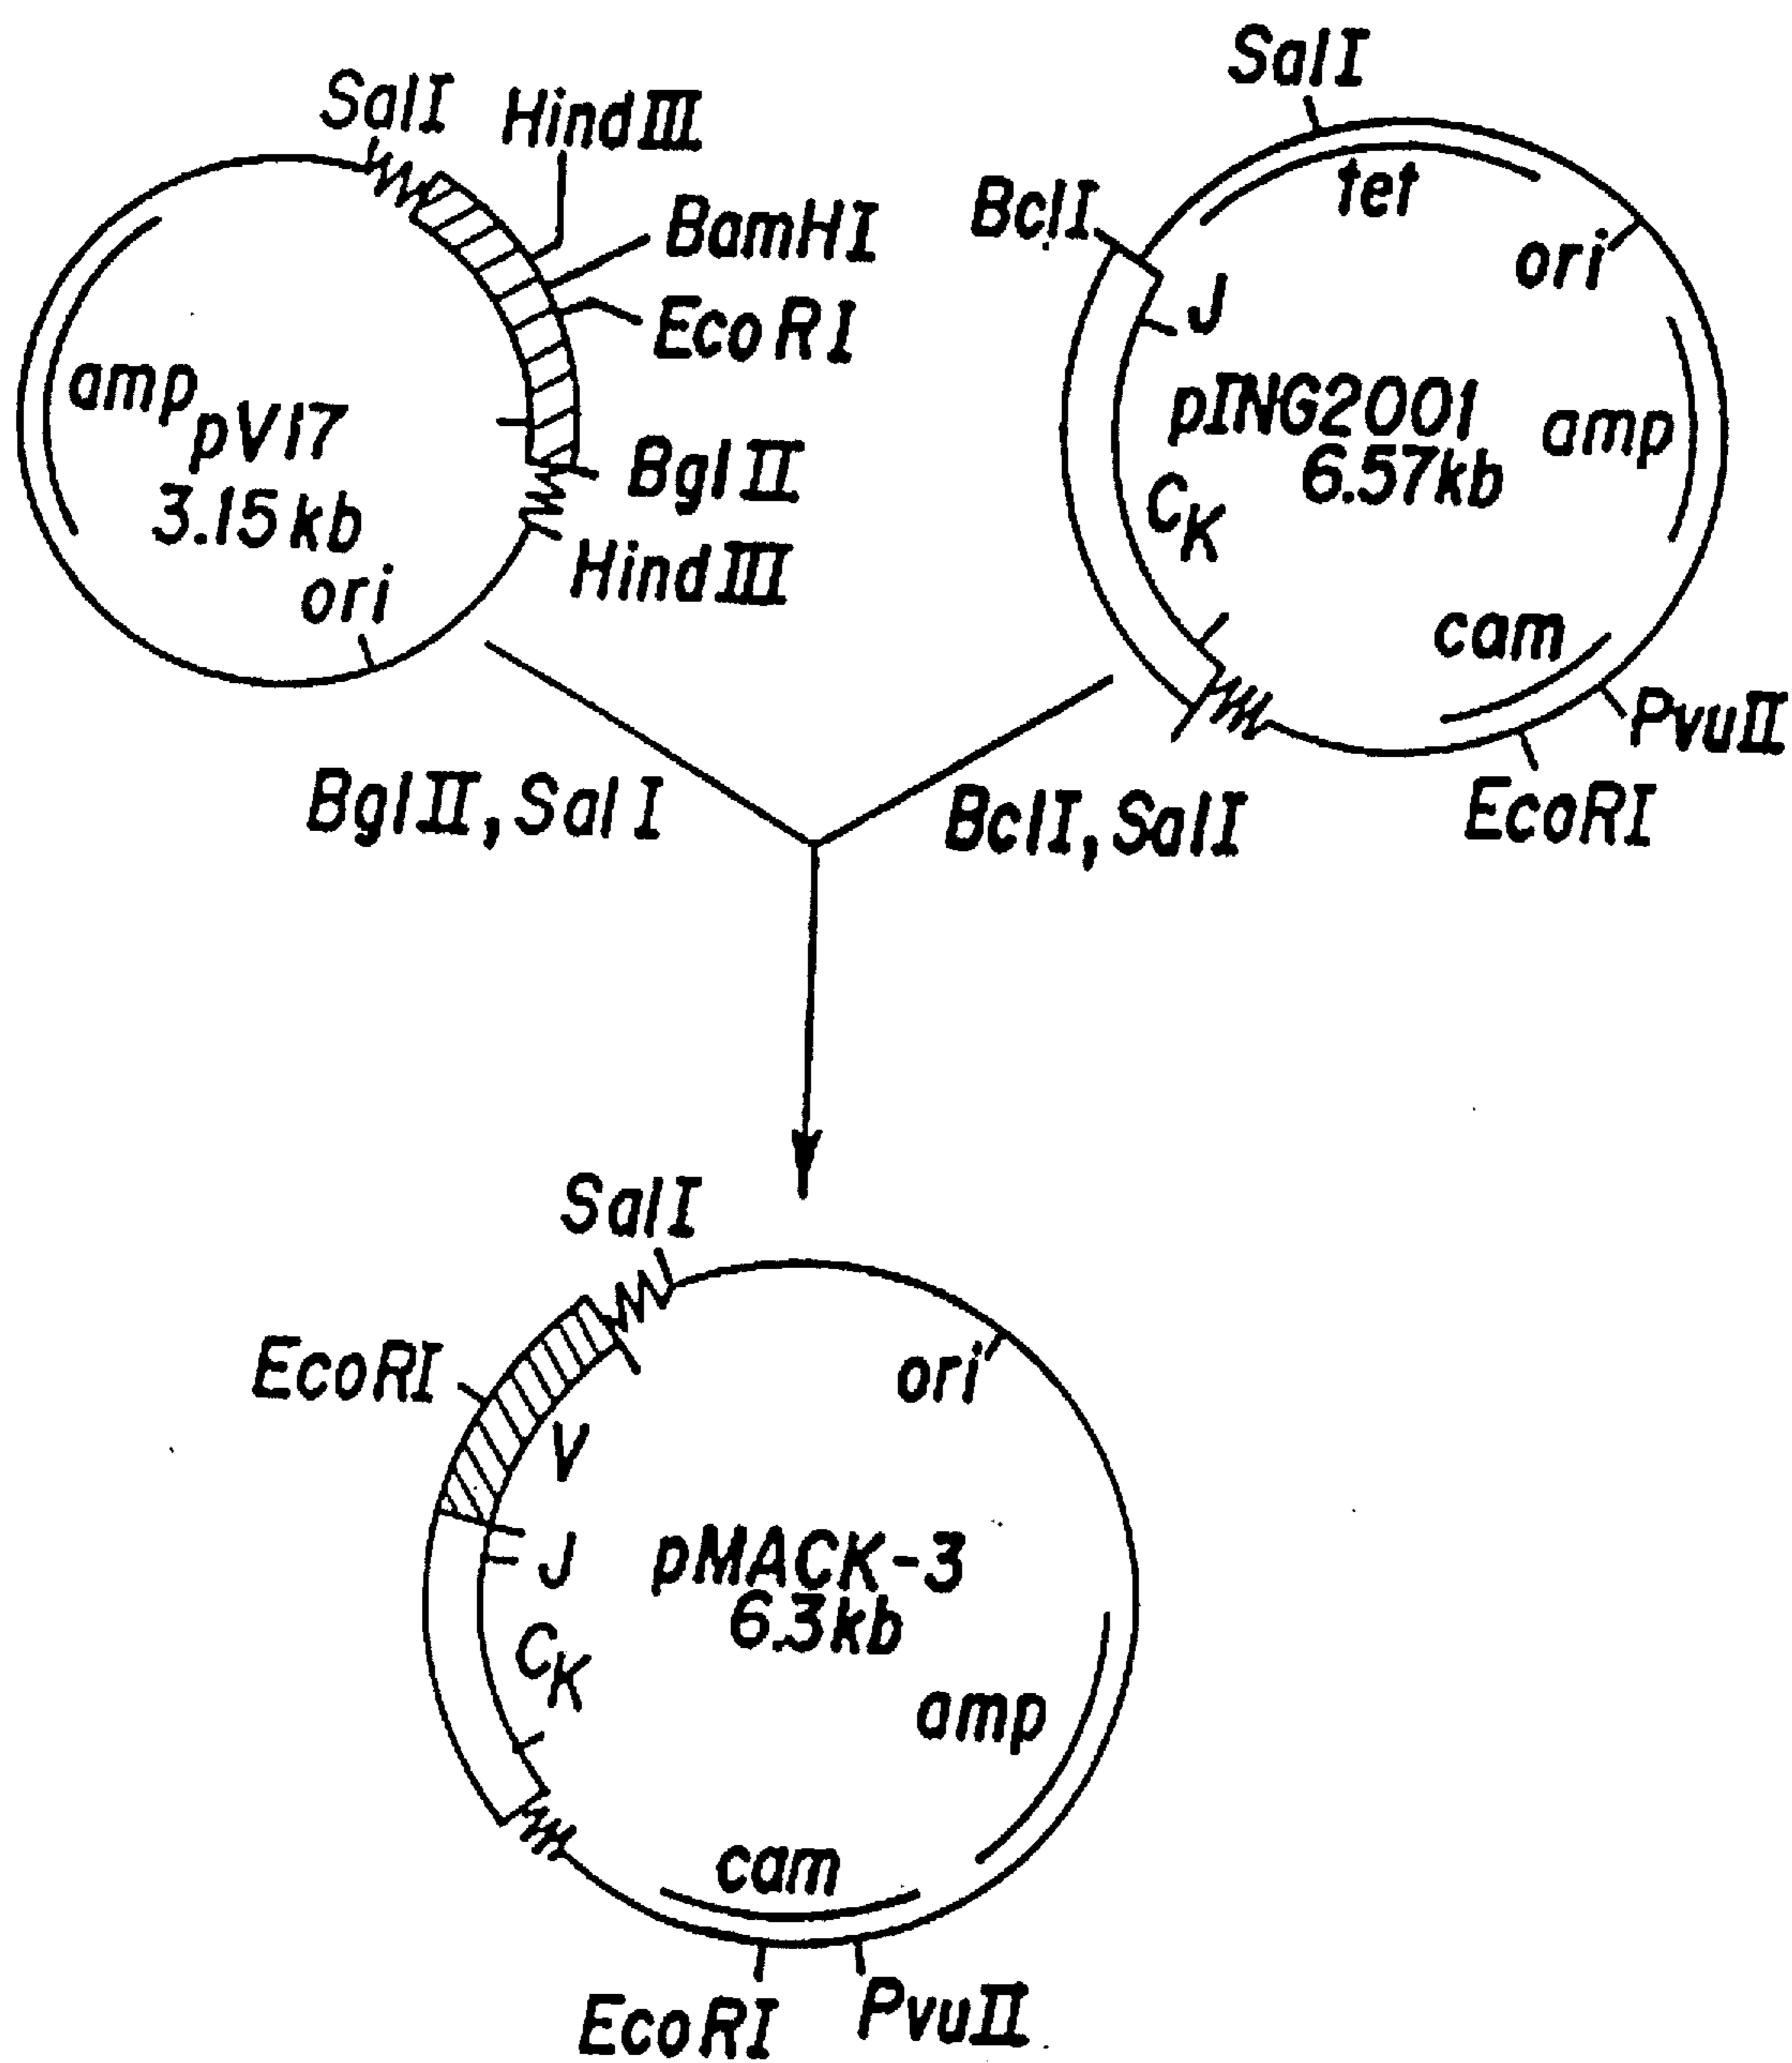 SalI
HindIII
BamHI
EcoRI
amp
pV17
3.15kb
BglII
HindIII
ori
SalI
tet
BclI
ori
J
pING2001
6.57kb
amp
CK
cam
PvuII
EcoRI
BglII, SalI
BclI, SalI
SalI
EcoRI
ori
V
J
pMACK-3
6.3kb
CK
amp
cam
EcoRI
PvuII